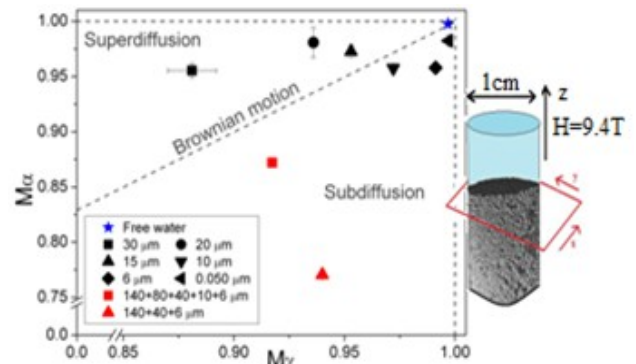 1.00
Superdiffusion
1cm
z
0.95
Brownian motion
H=9.4T
0.90
Mα
0.85
Subdiffusion
Free water
30 μm 20 μm
0.80
15 μm 10 μm
6 μm 0.050 μm
140+80+40+10+6 μm
0.75
140+40+6 μm
0.0
0.0 0.85 0.90 0.95 1.00